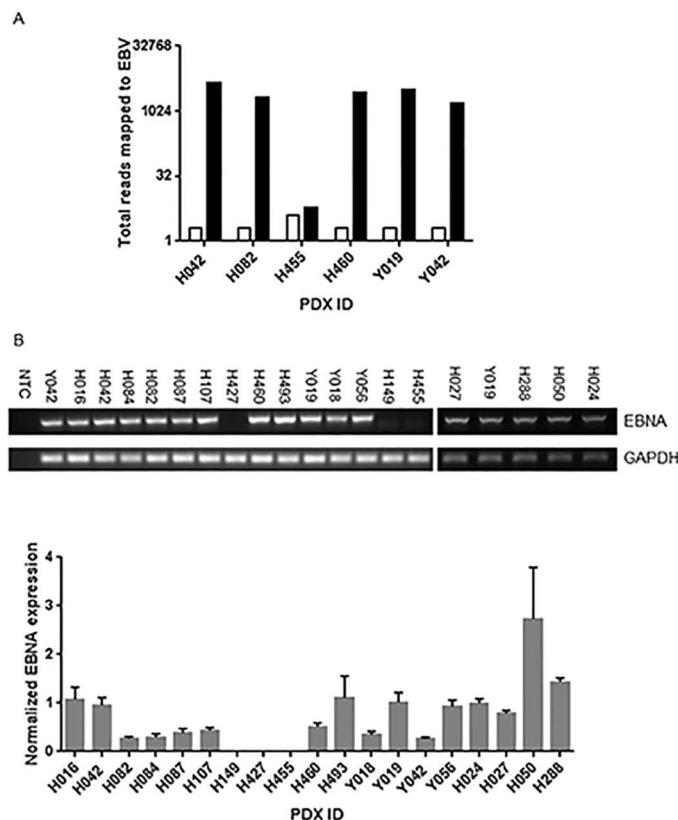 A
32768
1024
32
1
Total reads mapped to EBV
H042 H082 H455 H460 Y019 Y042
PDX ID
B
NTC Y042 H016 H042 H084 H082 H087 H107 H427 H460 H493 Y019 Y018 Y056 H149 H455 H027 Y019 H288 H050 H024
EBNA
GAPDH
4
3
2
1
0
Normalized EBNA expression
H016 H042 H082 H084 H087 H107 H149 H427 H455 H460 H493 Y018 Y019 Y042 Y056 H024 H027 H050 H288
PDX ID